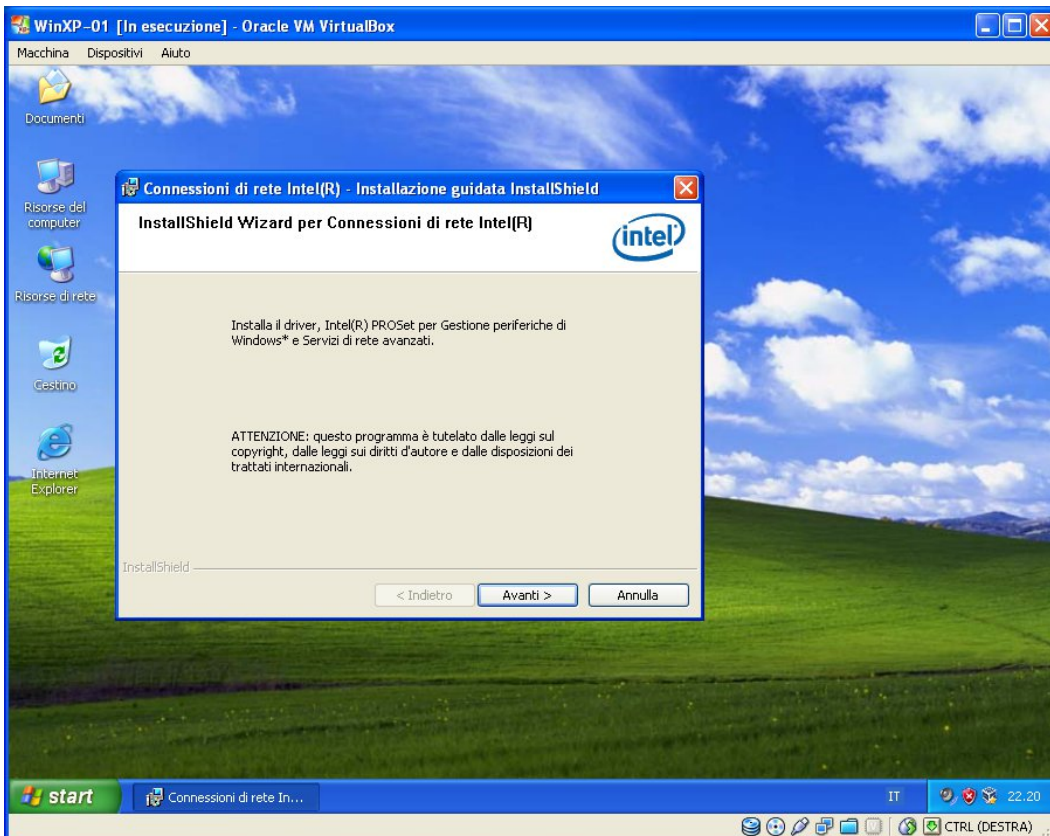 WinXP-01 [In esecuzione] - Oracle VM VirtualBox
Macchina Dispositivi Aiuto
Documenti
Risorse del
computer
Risorse di rete
Cestino
Internet
Explorer
Connessioni di rete Intel(R) - Installazione guidata InstallShield
InstallShield Wizard per Connessioni di rete Intel(R)
intel
Installa il driver, Intel(R) PROSet per Gestione periferiche di
Windows* e Servizi di rete avanzati.
ATTENZIONE: questo programma è tutelato dalle leggi sul
copyright, dalle leggi sui diritti d'autore e dalle disposizioni dei
trattati internazionali.
InstallShield
< Indietro Avanti > Annulla
start Connessioni di rete In... IT 22.20
CTRL (DESTRA)